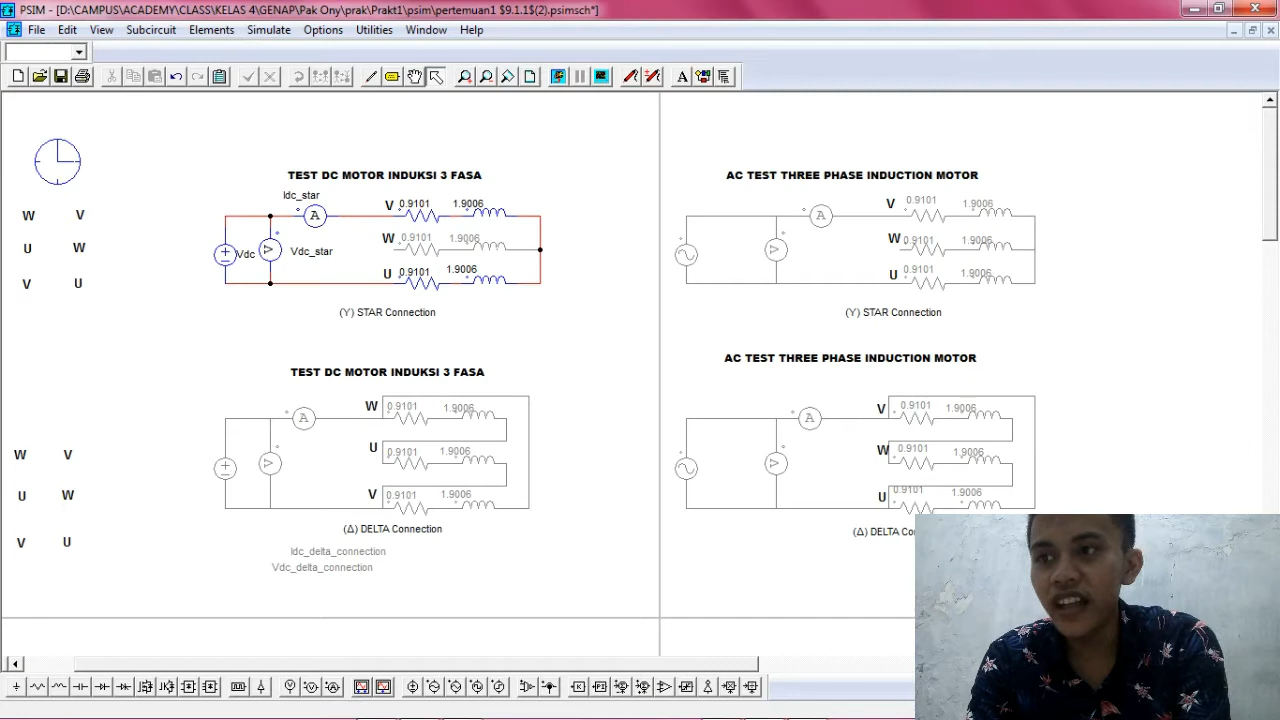 PSIM - [D:\CAMPUS\ACADEMY\CLASS\KELAS 4\GENAP\Pak Ony\prak\Prakt1\psim\pertemuan1 $9.1.1$(2).psimsch*]
File Edit View Subcircuit Elements Simulate Options Utilities Window Help
A
TEST DC MOTOR INDUKSI 3 FASA
AC TEST THREE PHASE INDUCTION MOTOR
Idc_star
W V
U W
V U
A V 0.9101 1.9006
Vdc V Vdc_star W 0.9101 1.9006
U 0.9101 1.9006
(Y) STAR Connection
A V 0.9101 1.9006
V W 0.9101 1.9006
U 0.9101 1.9006
(Y) STAR Connection
TEST DC MOTOR INDUKSI 3 FASA
AC TEST THREE PHASE INDUCTION MOTOR
W V
U W
V U
A W 0.9101 1.9006
V U 0.9101 1.9006
V 0.9101 1.9006
(Δ) DELTA Connection
Idc_delta_connection
Vdc_delta_connection
A V 0.9101 1.9006
V W 0.9101 1.9006
U 0.9101 1.9006
(Δ) DELTA